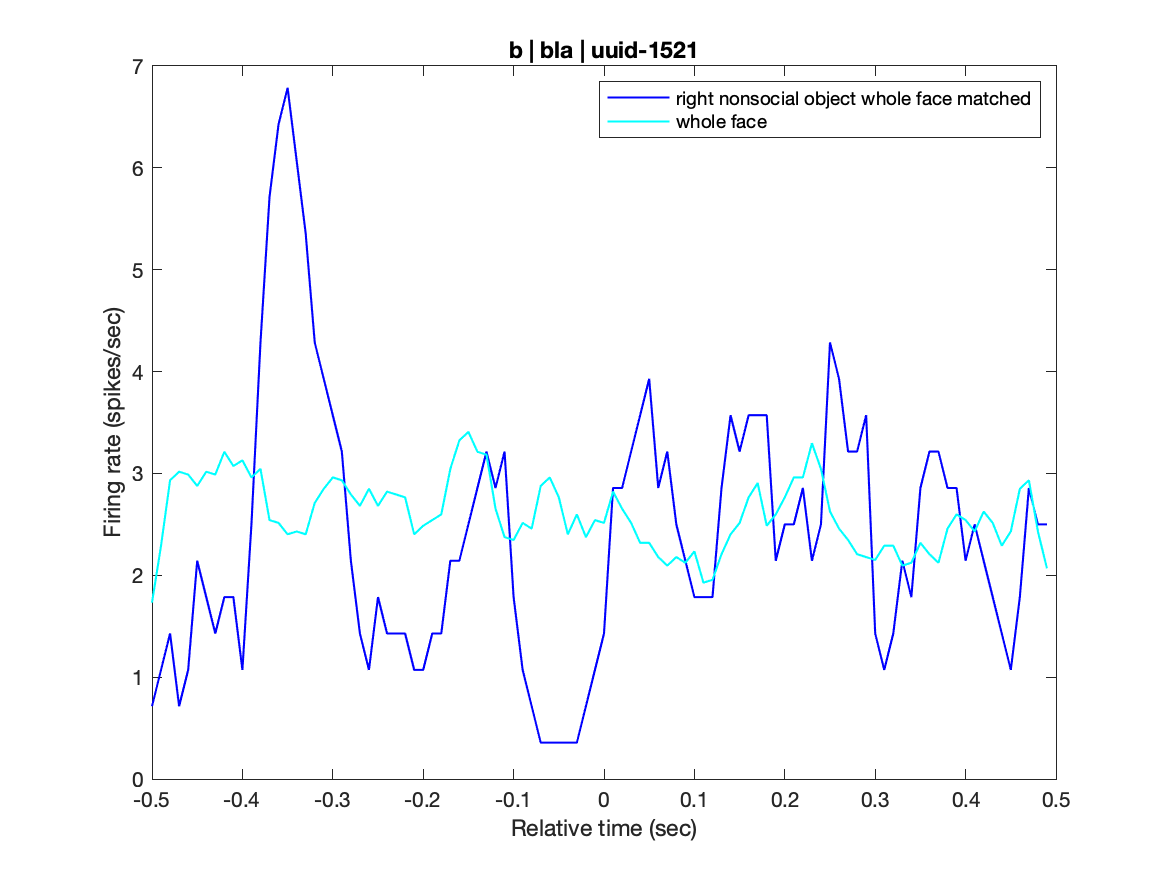 b | bla | uuid-1521
right nonsocial object whole face matched
whole face
Firing rate (spikes/sec)
7
6
5
4
3
2
1
0
-0.5 -0.4 -0.3 -0.2 -0.1 0 0.1 0.2 0.3 0.4 0.5
Relative time (sec)